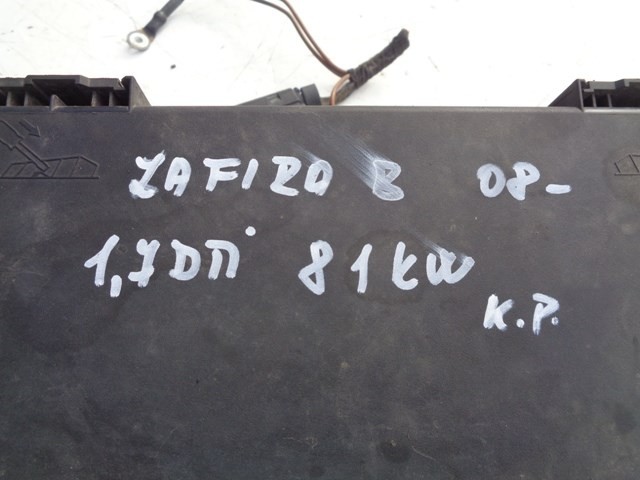 ZAFIRA B 08-
1,7DTI 81kW
K.P.